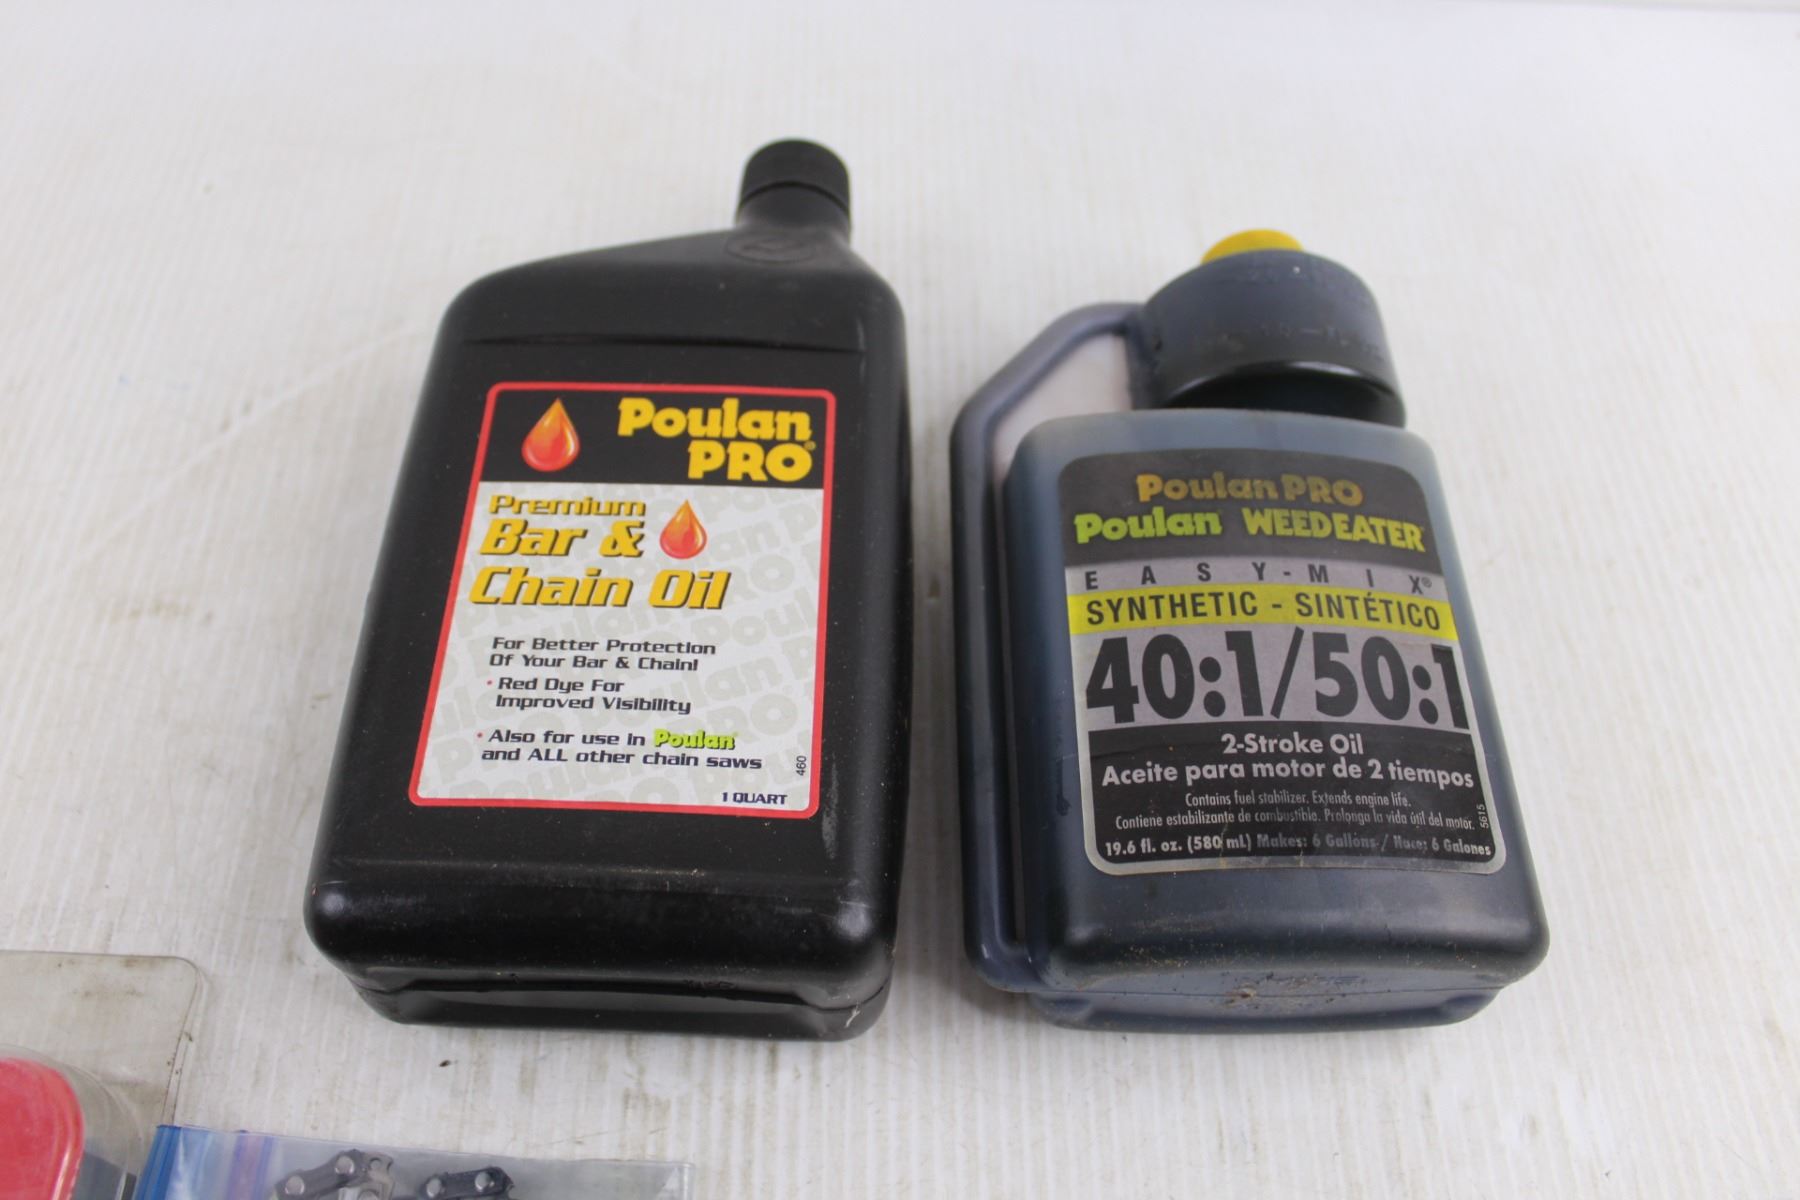 Poulan
PRO®
Premium
Bar &
Chain Oil
For Better Protection
Of Your Bar & Chain!
• Red Dye For
Improved Visibility
• Also for use in Poulan®
and ALL other chain saws
460
1 QUART
Poulan PRO
Poulan® WEEDEATER®
EASY-MIX®
SYNTHETIC - SINTÉTICO
40:1/50:1
2-Stroke Oil
Aceite para motor de 2 tiempos
Contains fuel stabilizer. Extends engine life.
Contiene estabilizante de combustible. Prolonga la vida útil del motor.
5615
19.6 fl. oz. (580 mL) Makes: 6 Gallons / Hace: 6 Galones